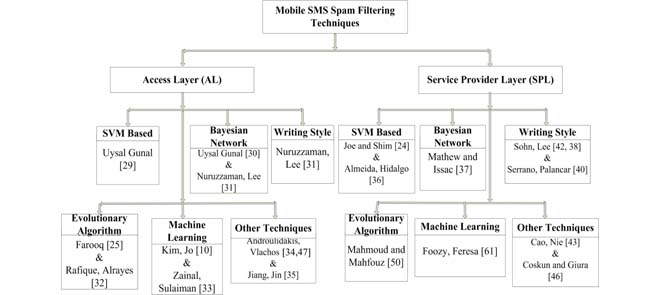 Mobile SMS Spam Filtering
Techniques
Access Layer (AL)
Service Provider Layer (SPL)
SVM Based
Uysal Gunal
[29]
Bayesian
Network
Uysal Gunal [30]
&
Nuruzzaman, Lee
[31]
Writing Style
Nuruzzaman,
Lee [31]
SVM Based
Joe and Shim [24]
&
Almeida, Hidalgo
[36]
Bayesian
Network
Mathew and
Issac [37]
Writing Style
Sohn, Lee [42, 38]
&
Serrano, Palancar [40]
Evolutionary
Algorithm
Farooq [25]
&
Rafique, Alrayes
[32]
Machine
Learning
Kim, Jo [10]
&
Zainal,
Sulaiman [33]
Other Techniques
Androulidakis,
Vlachos [34,47]
&
Jiang, Jin [35]
Evolutionary
Algorithm
Mahmoud and
Mahfouz [50]
Machine Learning
Foozy, Feresa [61]
Other Techniques
Cao, Nie [43]
&
Coskun and Giura
[46]